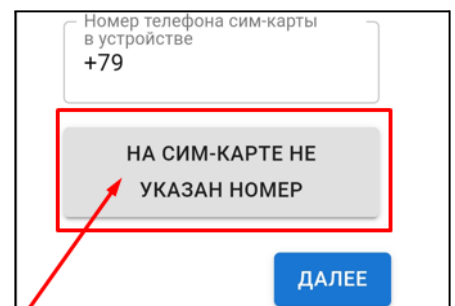 Номер телефона сим-карты
в устройстве
+79
НА СИМ-КАРТЕ НЕ
УКАЗАН НОМЕР
ДАЛЕЕ